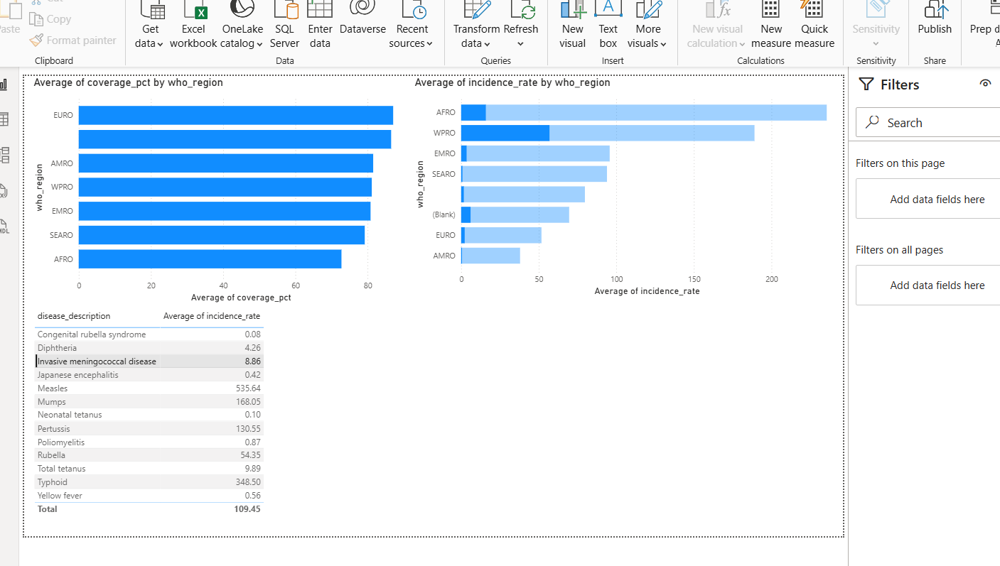 Cut
Paste
Copy
Format painter
Clipboard
Get data
Excel workbook
OneLake catalog
SQL Server
Enter data
Dataverse
Recent sources
Data
Transform data
Refresh
Queries
New visual
Text box
More visuals
Insert
New visual calculation
New measure
Quick measure
Calculations
Sensitivity
Sensitivity
Publish
Share
Prep d
A
Average of coverage_pct by who_region
who_region
EURO
AMRO
WPRO
EMRO
SEARO
AFRO
0 20 40 60 80
Average of coverage_pct
Average of incidence_rate by who_region
who_region
AFRO
WPRO
EMRO
SEARO
(Blank)
EURO
AMRO
0 50 100 150 200
Average of incidence_rate
disease_description Average of incidence_rate
Congenital rubella syndrome 0.08
Diphtheria 4.26
Invasive meningococcal disease 8.86
Japanese encephalitis 0.42
Measles 535.64
Mumps 168.05
Neonatal tetanus 0.10
Pertussis 130.55
Poliomyelitis 0.87
Rubella 54.35
Total tetanus 9.89
Typhoid 348.50
Yellow fever 0.56
Total 109.45
Filters
Search
Filters on this page
Add data fields here
Filters on all pages
Add data fields here